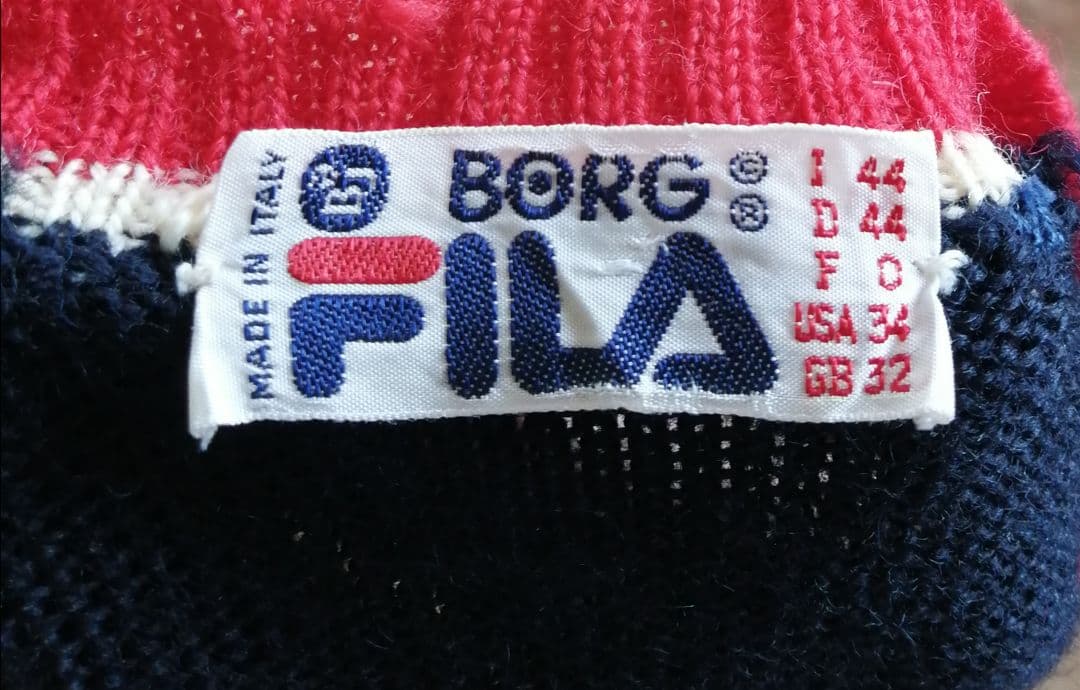 MADE IN ITALY
BORG © ®
FILA
I 44
D 44
F 0
USA 34
GB 32